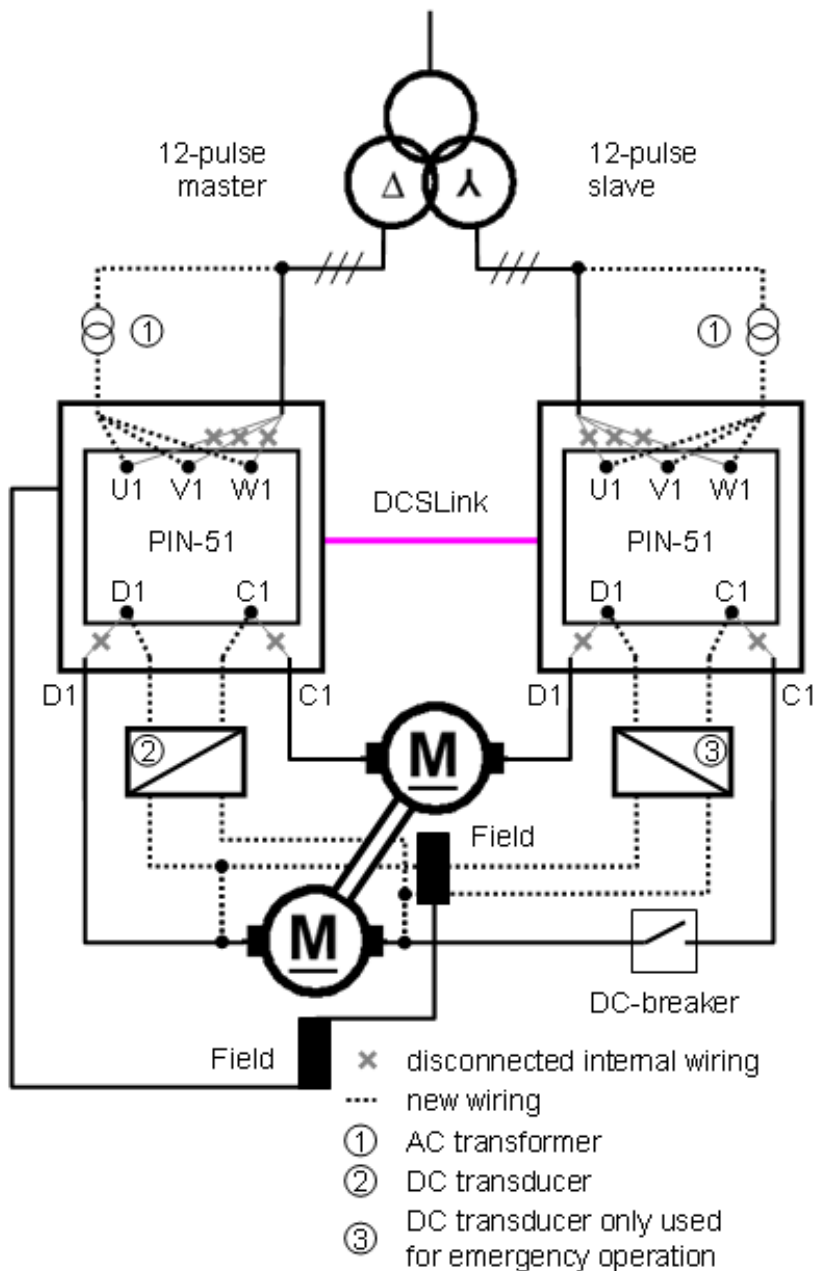 12-pulse
master
12-pulse
slave
Δ
Y
1
1
U1 V1 W1
U1 V1 W1
DCSLink
PIN-51
PIN-51
D1 C1
D1 C1
D1 C1
D1 C1
2
3
M
Field
M
DC-breaker
Field
disconnected internal wiring
new wiring
1 AC transformer
2 DC transducer
3 DC transducer only used
for emergency operation